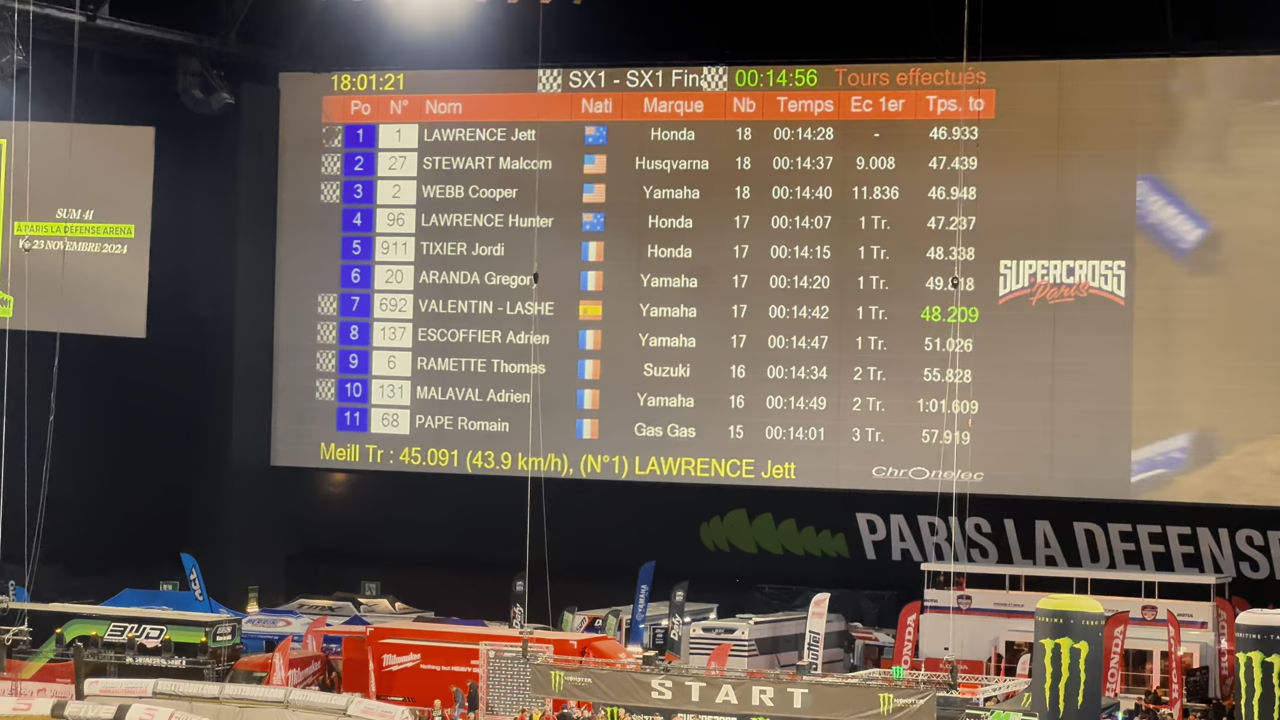 18:01:21 SX1 - SX1 Fin 00:14:56 Tours effectués
Po N° Nom Nati Marque Nb Temps Ec 1er Tps. to
1 1 LAWRENCE Jett Honda 18 00:14:28 - 46.933
2 27 STEWART Malcom Husqvarna 18 00:14:37 9.008 47.439
3 2 WEBB Cooper Yamaha 18 00:14:40 11.836 46.948
4 96 LAWRENCE Hunter Honda 17 00:14:07 1 Tr. 47.237
5 911 TIXIER Jordi Honda 17 00:14:15 1 Tr. 48.338
6 20 ARANDA Gregory Yamaha 17 00:14:20 1 Tr. 49.818
7 692 VALENTIN - LASHE Yamaha 17 00:14:42 1 Tr. 48.209
8 137 ESCOFFIER Adrien Yamaha 17 00:14:47 1 Tr. 51.026
9 6 RAMETTE Thomas Suzuki 16 00:14:34 2 Tr. 55.828
10 131 MALAVAL Adrien Yamaha 16 00:14:49 2 Tr. 1:01.609
11 68 PAPE Romain Gas Gas 15 00:14:01 3 Tr. 57.919
Meill Tr : 45.091 (43.9 km/h), (N°1) LAWRENCE Jett
Chronelec
SUPERCROSS
Paris
SUM 41
À PARIS LA DÉFENSE ARENA
23 NOVEMBRE 2024
PARIS LA DEFENSE
BUD
Milwaukee
YAMAHA
HONDA
HONDA
START
MONSTER